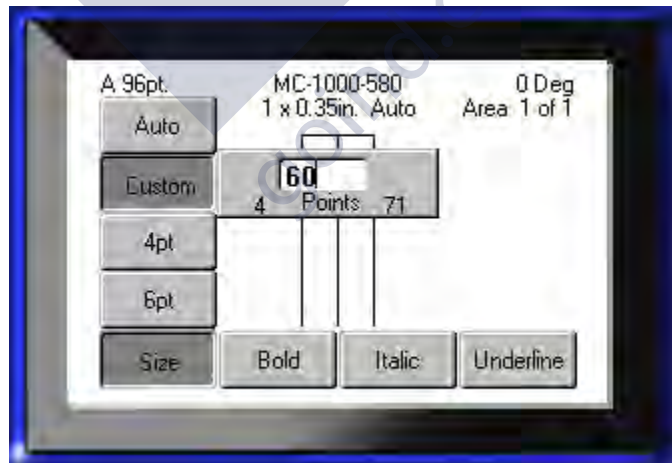 A 96pt. MC-1000-580 0 Deg
1 x 0.35in. Auto Area 1 of 1
Auto
Custom
60
4 Points 71
4pt
6pt
Size Bold Italic Underline